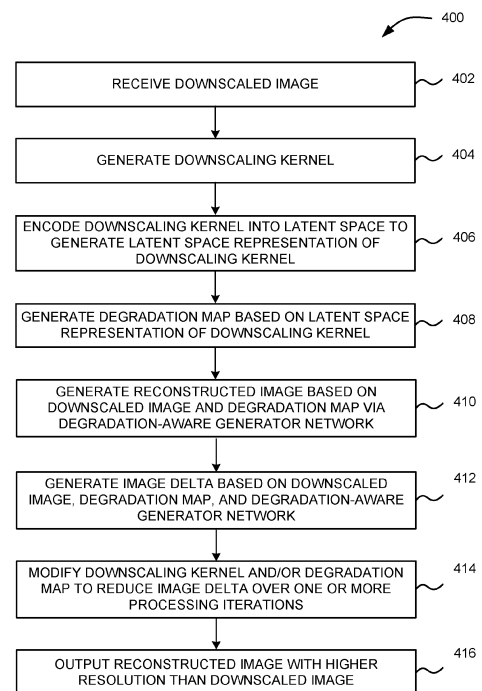 400
RECEIVE DOWNSCALED IMAGE
402
GENERATE DOWNSCALING KERNEL
404
ENCODE DOWNSCALING KERNEL INTO LATENT SPACE TO
GENERATE LATENT SPACE REPRESENTATION OF
DOWNSCALING KERNEL
406
GENERATE DEGRADATION MAP BASED ON LATENT SPACE
REPRESENTATION OF DOWNSCALING KERNEL
408
GENERATE RECONSTRUCTED IMAGE BASED ON
DOWNSCALED IMAGE AND DEGRADATION MAP VIA
DEGRADATION-AWARE GENERATOR NETWORK
410
GENERATE IMAGE DELTA BASED ON DOWNSCALED
IMAGE, DEGRADATION MAP, AND DEGRADATION-AWARE
GENERATOR NETWORK
412
MODIFY DOWNSCALING KERNEL AND/OR DEGRADATION
MAP TO REDUCE IMAGE DELTA OVER ONE OR MORE
PROCESSING ITERATIONS
414
OUTPUT RECONSTRUCTED IMAGE WITH HIGHER
RESOLUTION THAN DOWNSCALED IMAGE
416